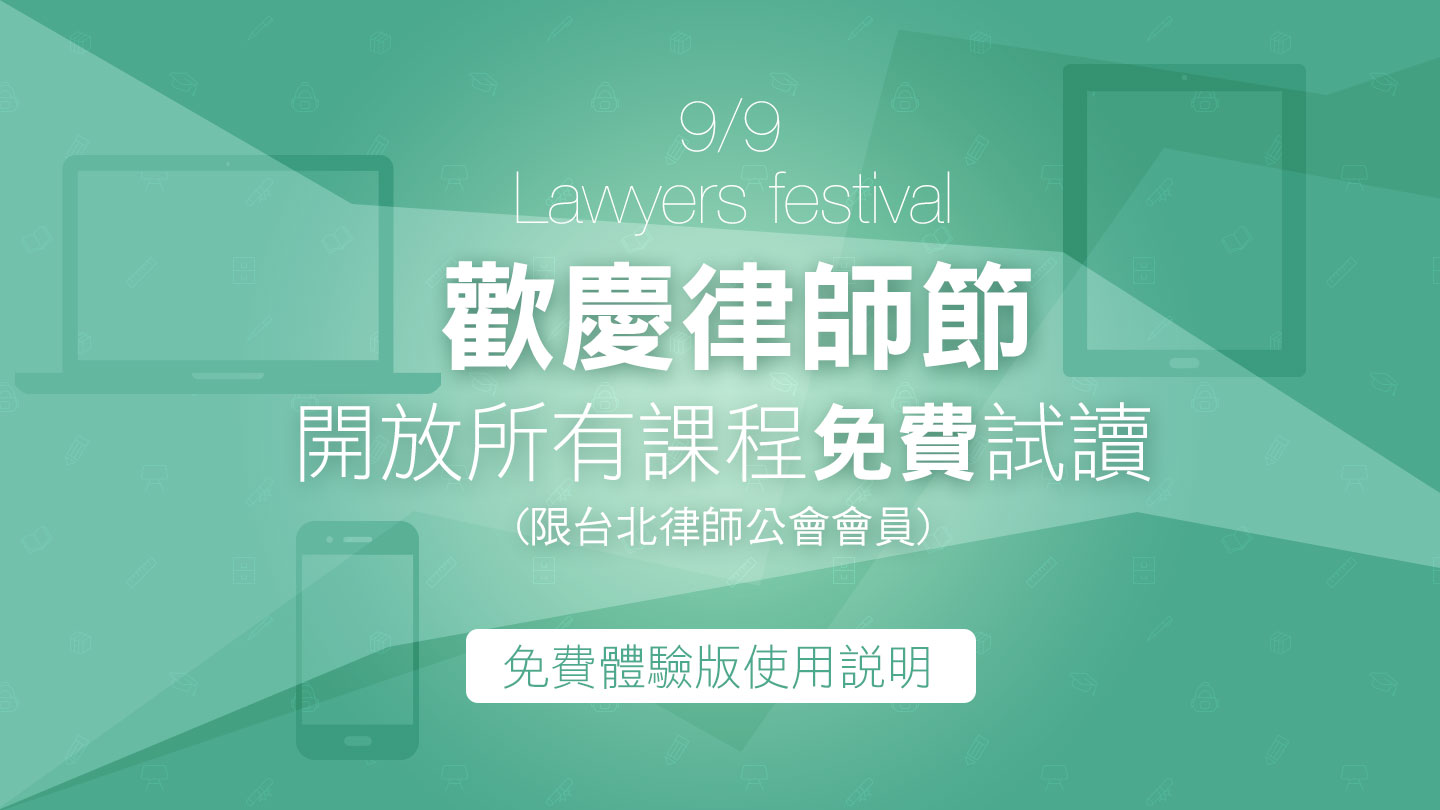 9/9
Lawyers festival
歡慶律師節
開放所有課程免費試讀
（限台北律師公會會員）
免費體驗版使用説明